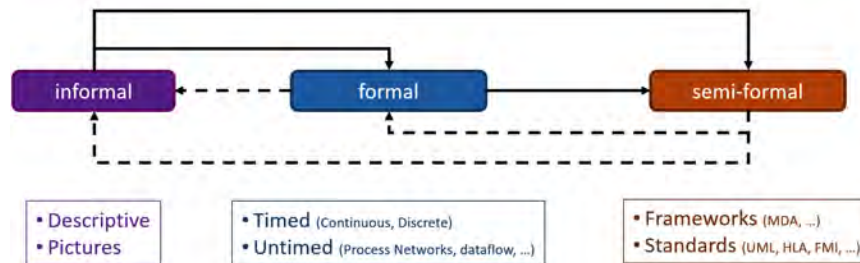 informal
formal
semi-formal
• Descriptive
• Pictures
• Timed (Continuous, Discrete)
• Untimed (Process Networks, dataflow, ...)
• Frameworks (MDA, ...)
• Standards (UML, HLA, FMI, ...)